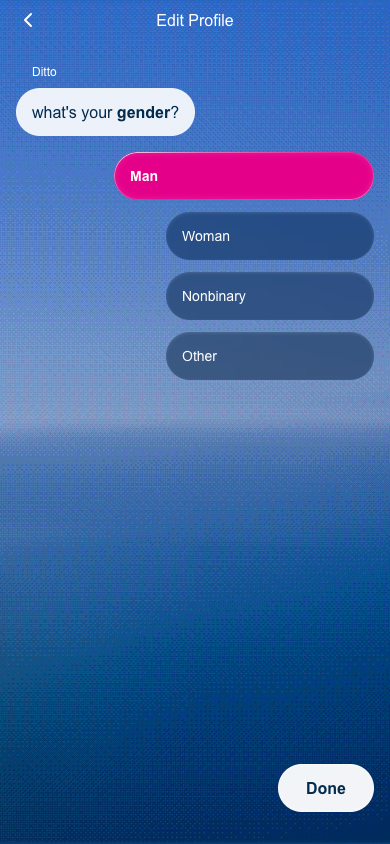 Edit Profile
Ditto
what's your gender?
Man
Woman
Nonbinary
Other
Done